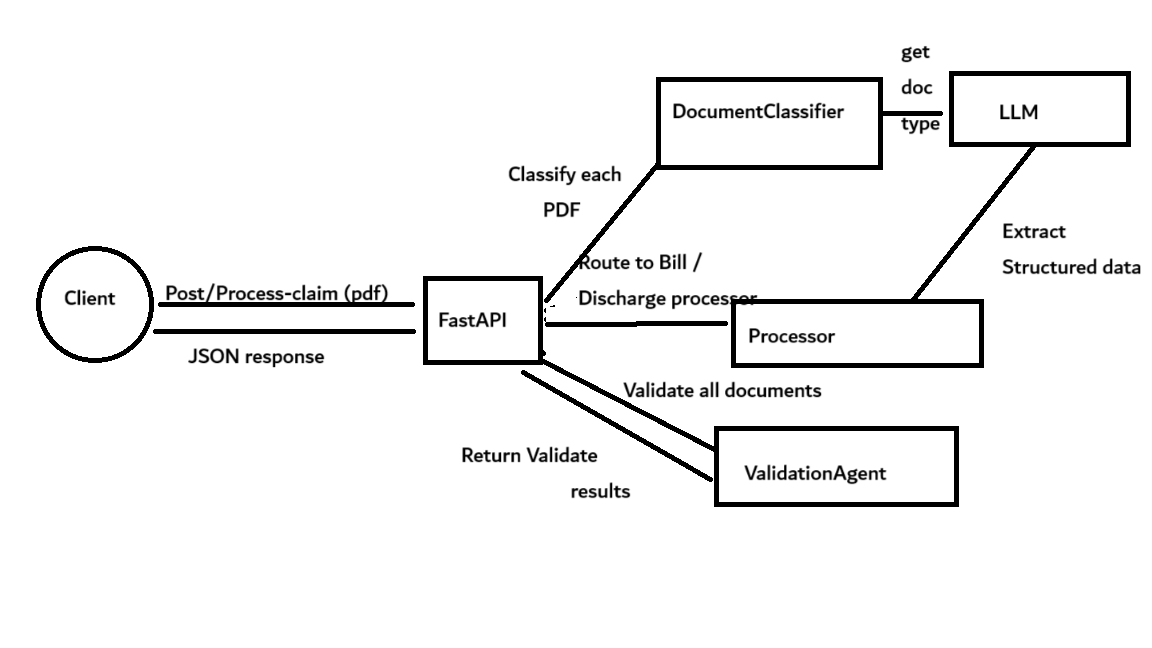 get
doc
type
DocumentClassifier
LLM
Classify each
PDF
Extract
Structured data
Route to Bill /
Discharge processor
Client
Post/Process-claim (pdf)
FastAPI
Processor
JSON response
Validate all documents
Return Validate
results
ValidationAgent